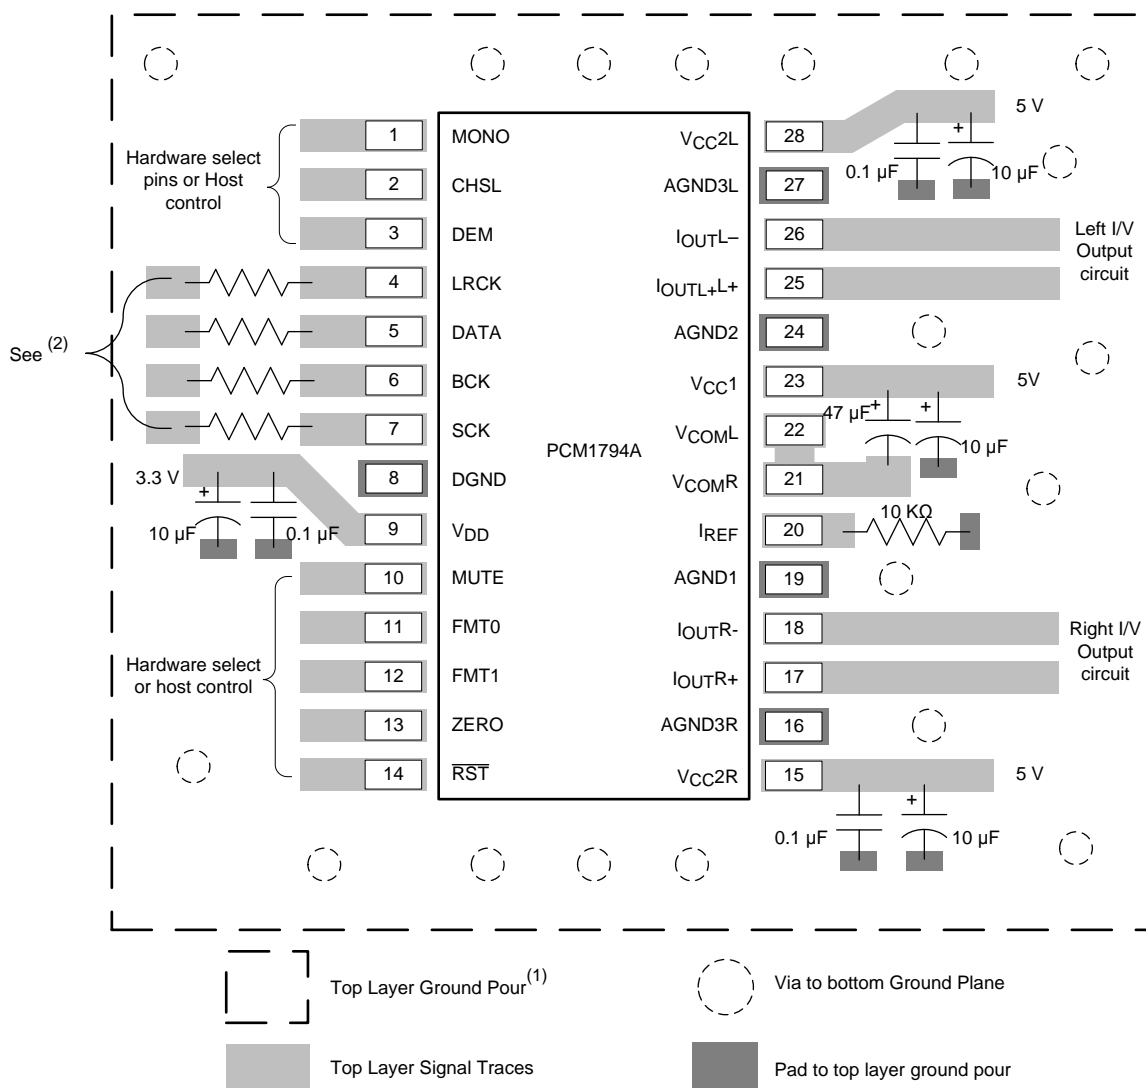 5 V
1 MONO
VCC2L 28
Hardware select
pins or Host
control
0.1 µF
10 µF
2 CHSL
AGND3L 27
3 DEM
IOUTL– 26
Left I/V
Output
circuit
4 LRCK
IOUTL+L+ 25
See (2)
5 DATA
AGND2 24
6 BCK
VCC1 23
5V
47 µF
+
+
10 µF
7 SCK
VCOML 22
PCM1794A
3.3 V
8 DGND
VCOMR 21
+
10 µF
0.1 µF
9 VDD
IREF 20
10 KΩ
10 MUTE
AGND1 19
11 FMT0
IOUTR- 18
Right I/V
Output
circuit
Hardware select
or host control
12 FMT1
IOUTR+ 17
13 ZERO
AGND3R 16
14 RST
VCC2R 15
5 V
0.1 µF
+
10 µF
+
Top Layer Ground Pour(1)
Via to bottom Ground Plane
Top Layer Signal Traces
Pad to top layer ground pour